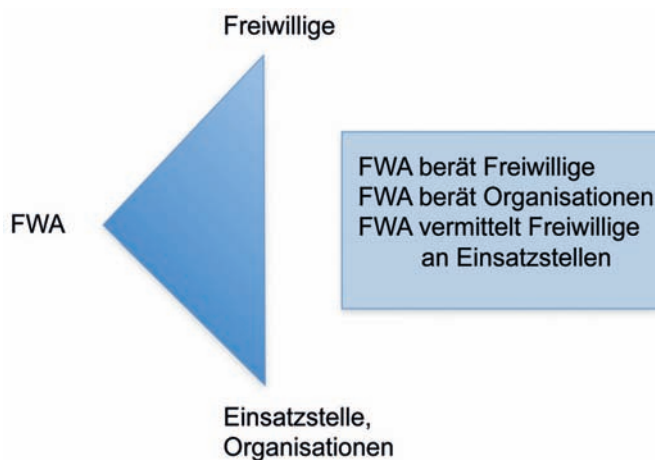 Freiwillige
FWA berät Freiwillige
FWA berät Organisationen
FWA vermittelt Freiwillige
an Einsatzstellen
FWA
Einsatzstelle,
Organisationen